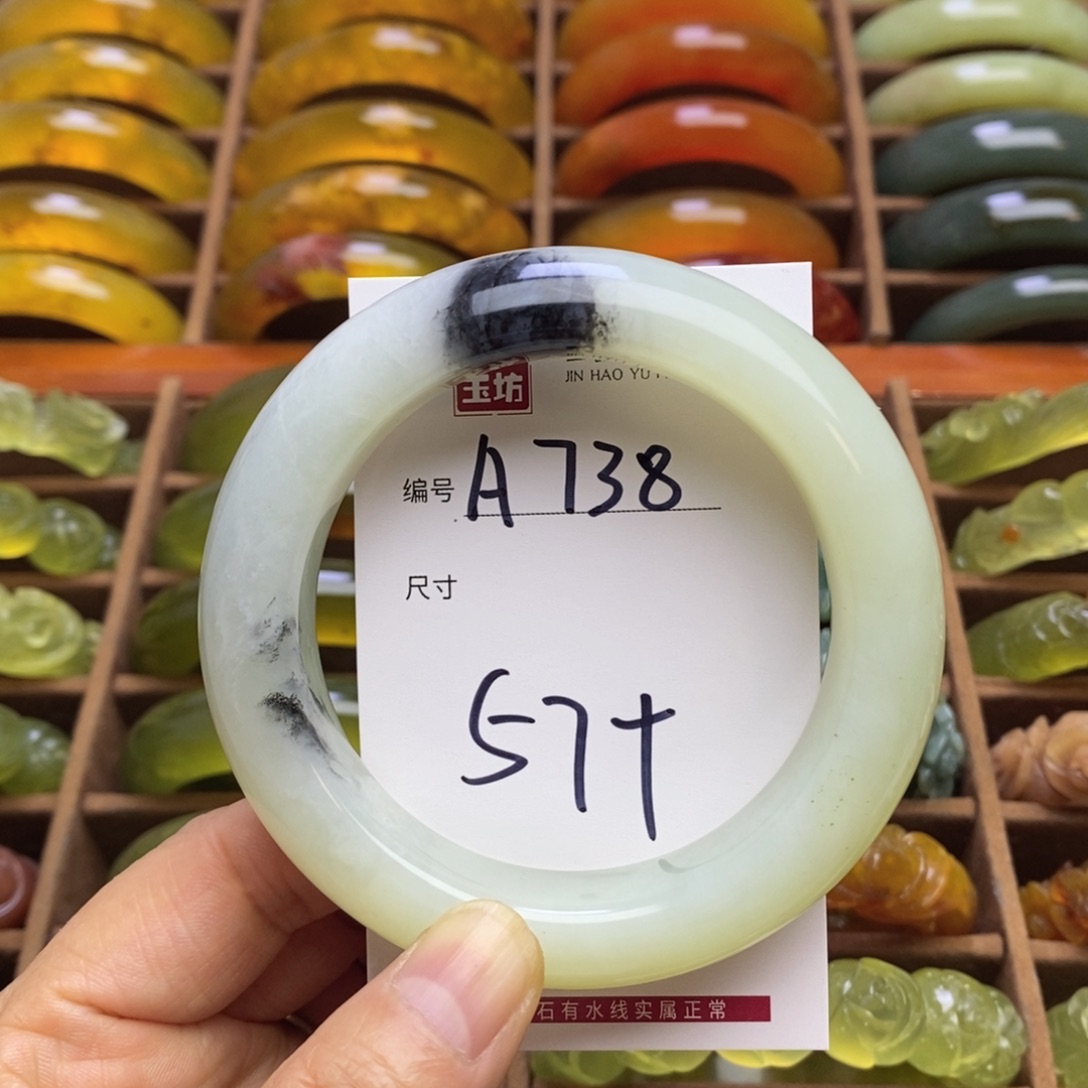 玉坊
JIN HAO YU
编号 A738
尺寸
57+
石有水线实属正常